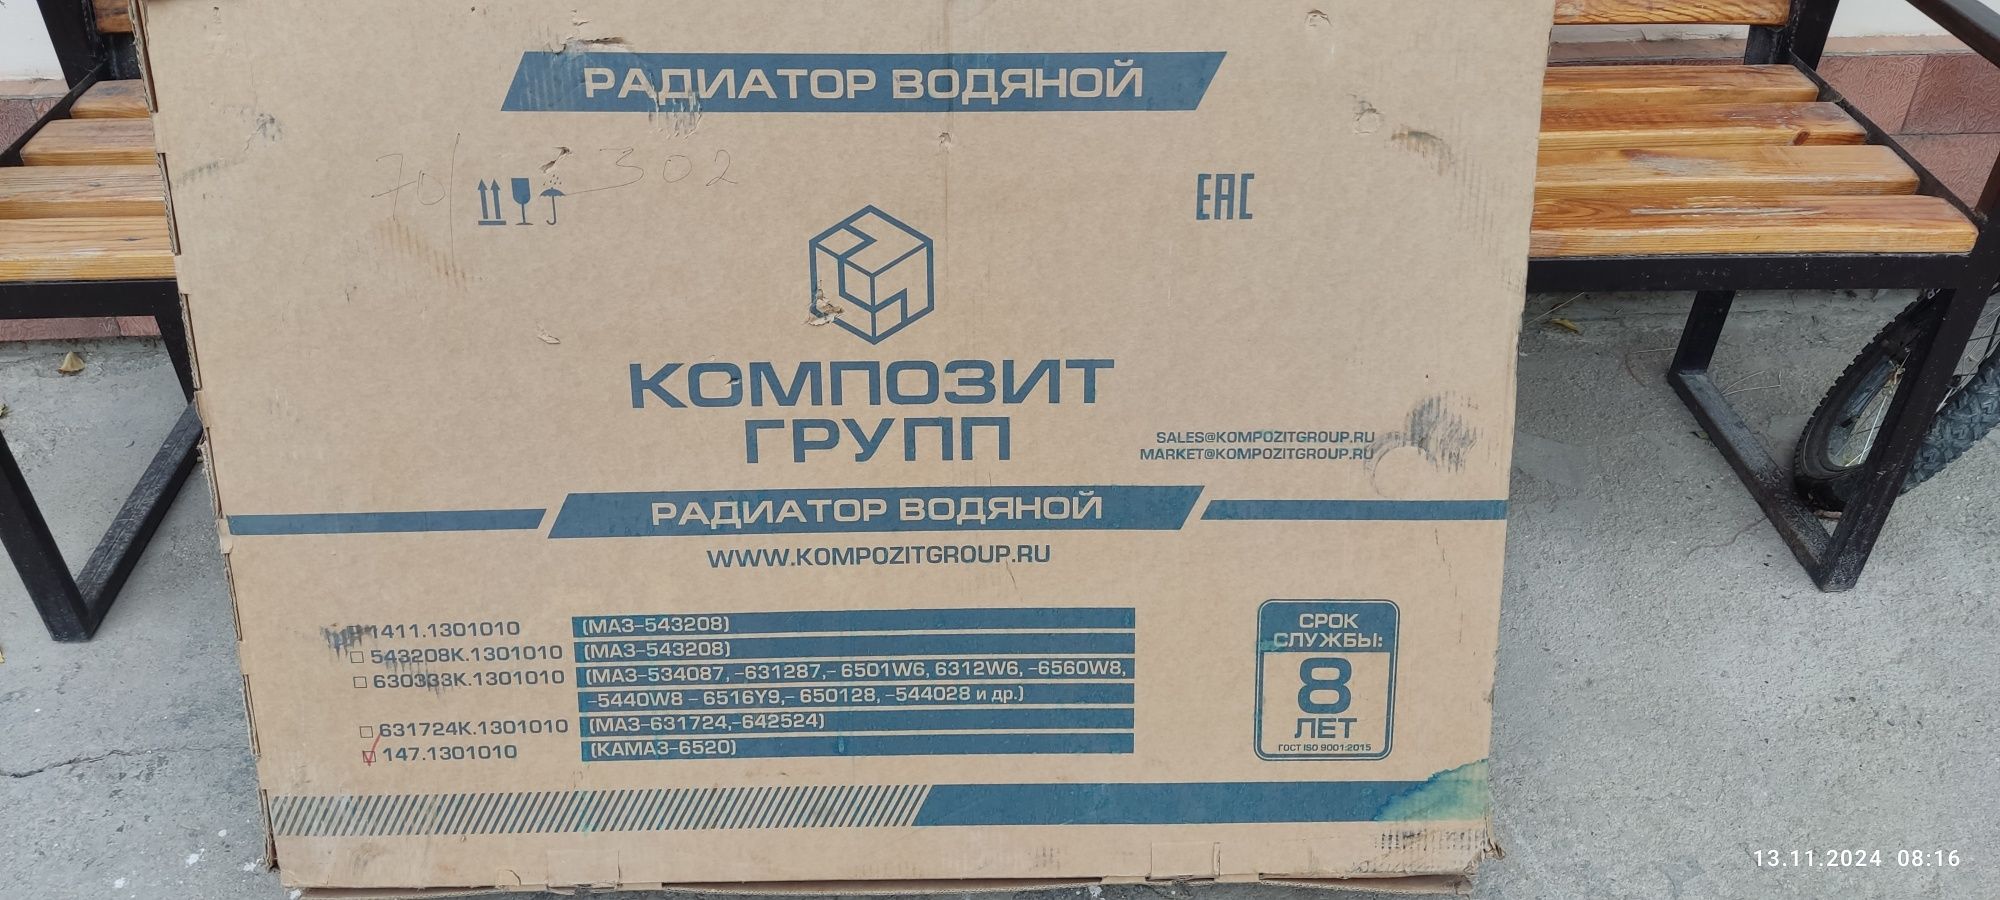 РАДИАТОР ВОДЯНОЙ
70/ 302
EAC
КОМПОЗИТ
ГРУПП
SALES@KOMPOZITGROUP.RU
MARKET@KOMPOZITGROUP.RU
РАДИАТОР ВОДЯНОЙ
WWW.KOMPOZITGROUP.RU
1411.1301010 (МАЗ-543208)
543208К.1301010 (МАЗ-543208)
630333К.1301010 (МАЗ-534087, -631287,- 6501W6, 6312W6, -6560W8,
-5440W8 - 6516Y9,- 650128, -544028 и др.)
631724К.1301010 (МАЗ-631724,-642524)
147.1301010 (КАМАЗ-6520)
СРОК
СЛУЖБЫ:
8
ЛЕТ
ГОСТ ISO 9001:2015
13.11.2024 08:16